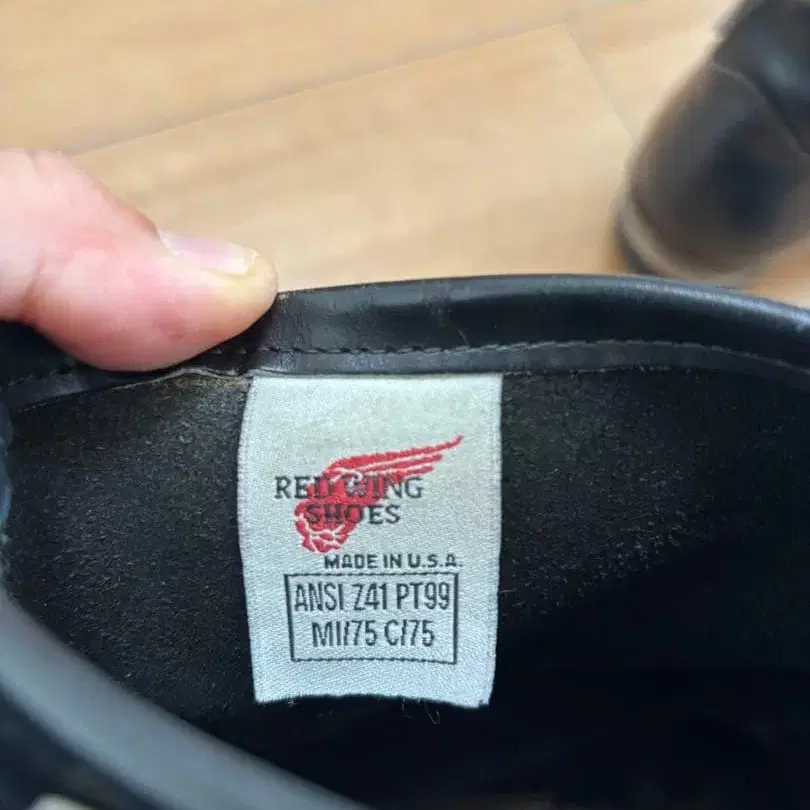 RED WING
SHOES
MADE IN U.S.A.
ANSI Z41 PT99
MI/75 C/75